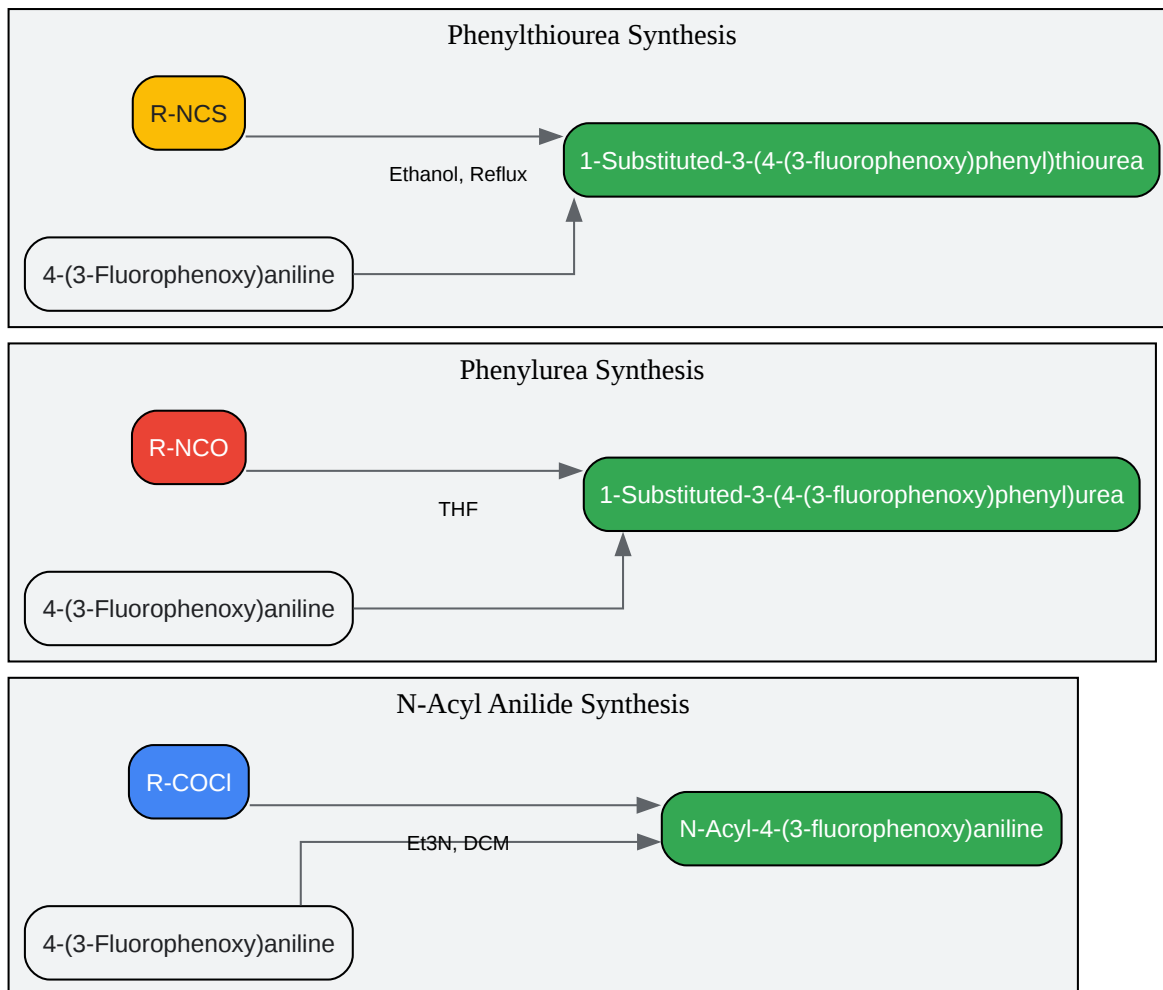 Phenylthiourea Synthesis
R-NCS
1-Substituted-3-(4-(3-fluorophenoxy)phenyl)thiourea
Ethanol, Reflux
4-(3-Fluorophenoxy)aniline
Phenylurea Synthesis
R-NCO
1-Substituted-3-(4-(3-fluorophenoxy)phenyl)urea
THF
4-(3-Fluorophenoxy)aniline
N-Acyl Anilide Synthesis
R-COCl
N-Acyl-4-(3-fluorophenoxy)aniline
Et3N, DCM
4-(3-Fluorophenoxy)aniline